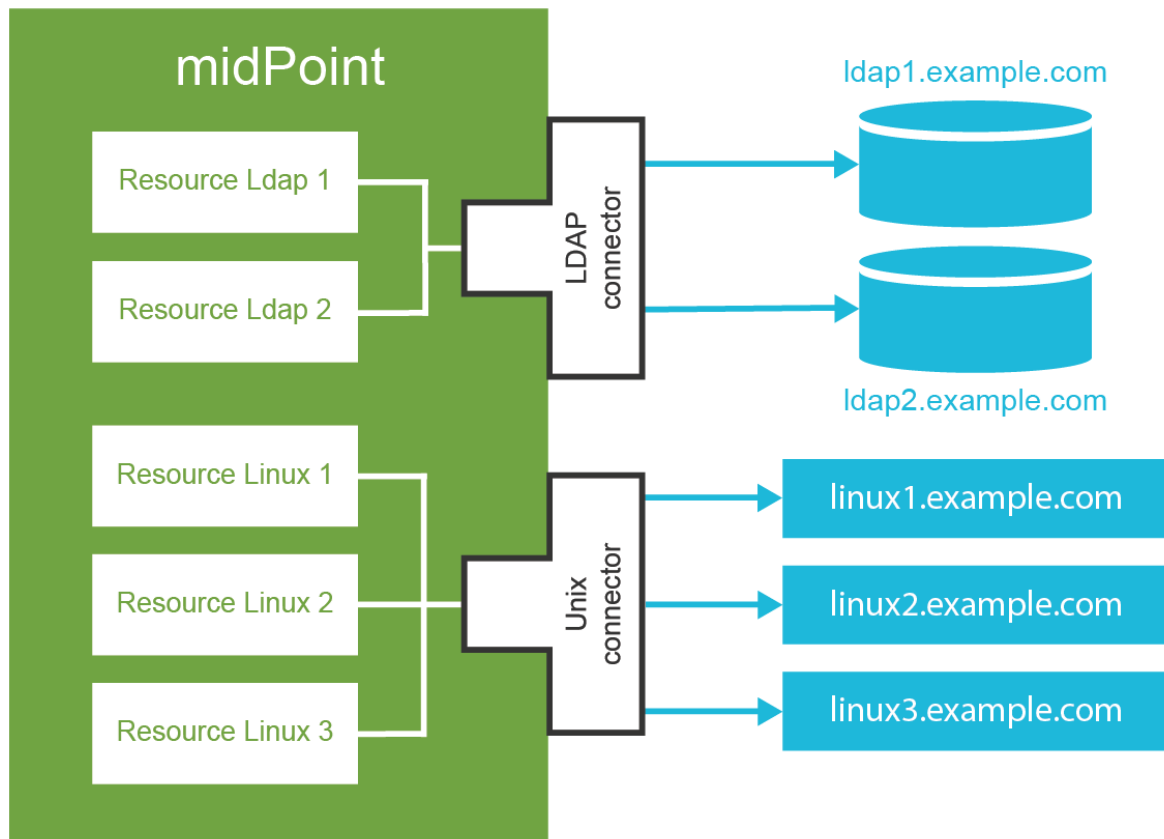 midPoint
Resource Ldap 1
Resource Ldap 2
LDAP
connector
ldap1.example.com
ldap2.example.com
Resource Linux 1
Resource Linux 2
Resource Linux 3
Unix
connector
linux1.example.com
linux2.example.com
linux3.example.com